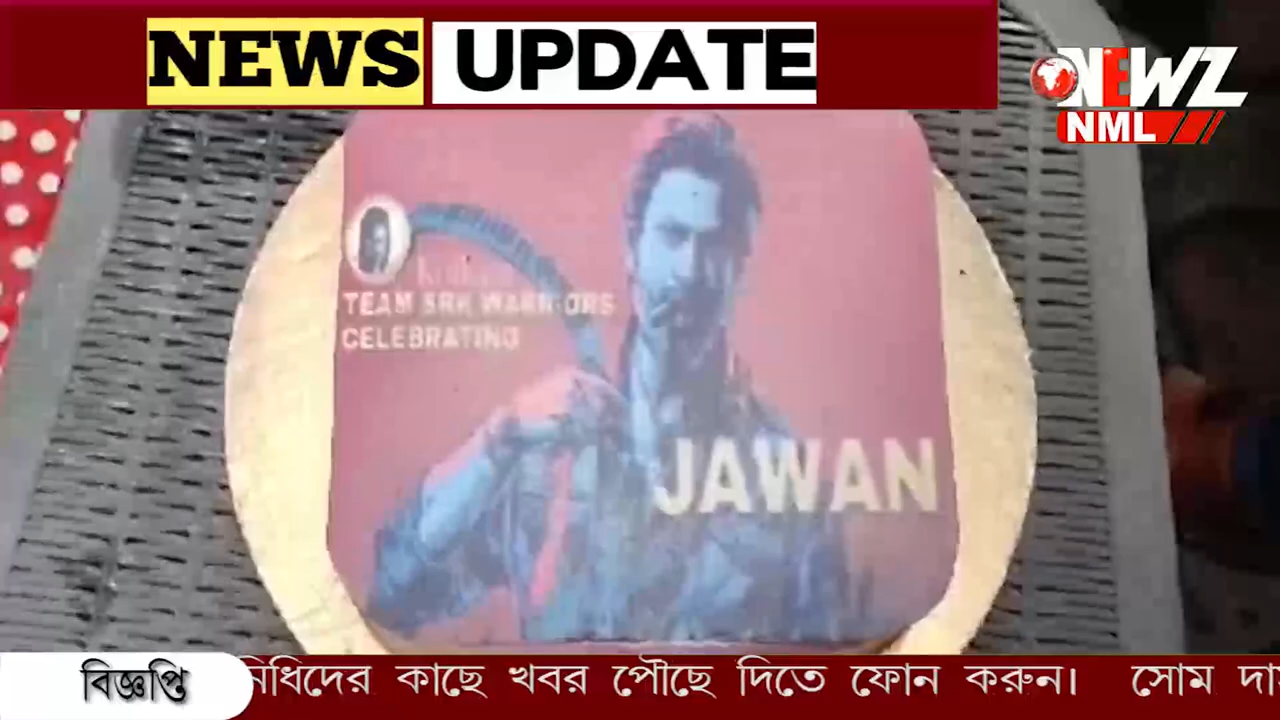 NEWS UPDATE
NEWZ
NML
TEAM SRK WARRIORS
CELEBRATING
JAWAN
বিজ্ঞপ্তি
নিধিদের কাছে খবর পৌছে দিতে ফোন করুন। সোম